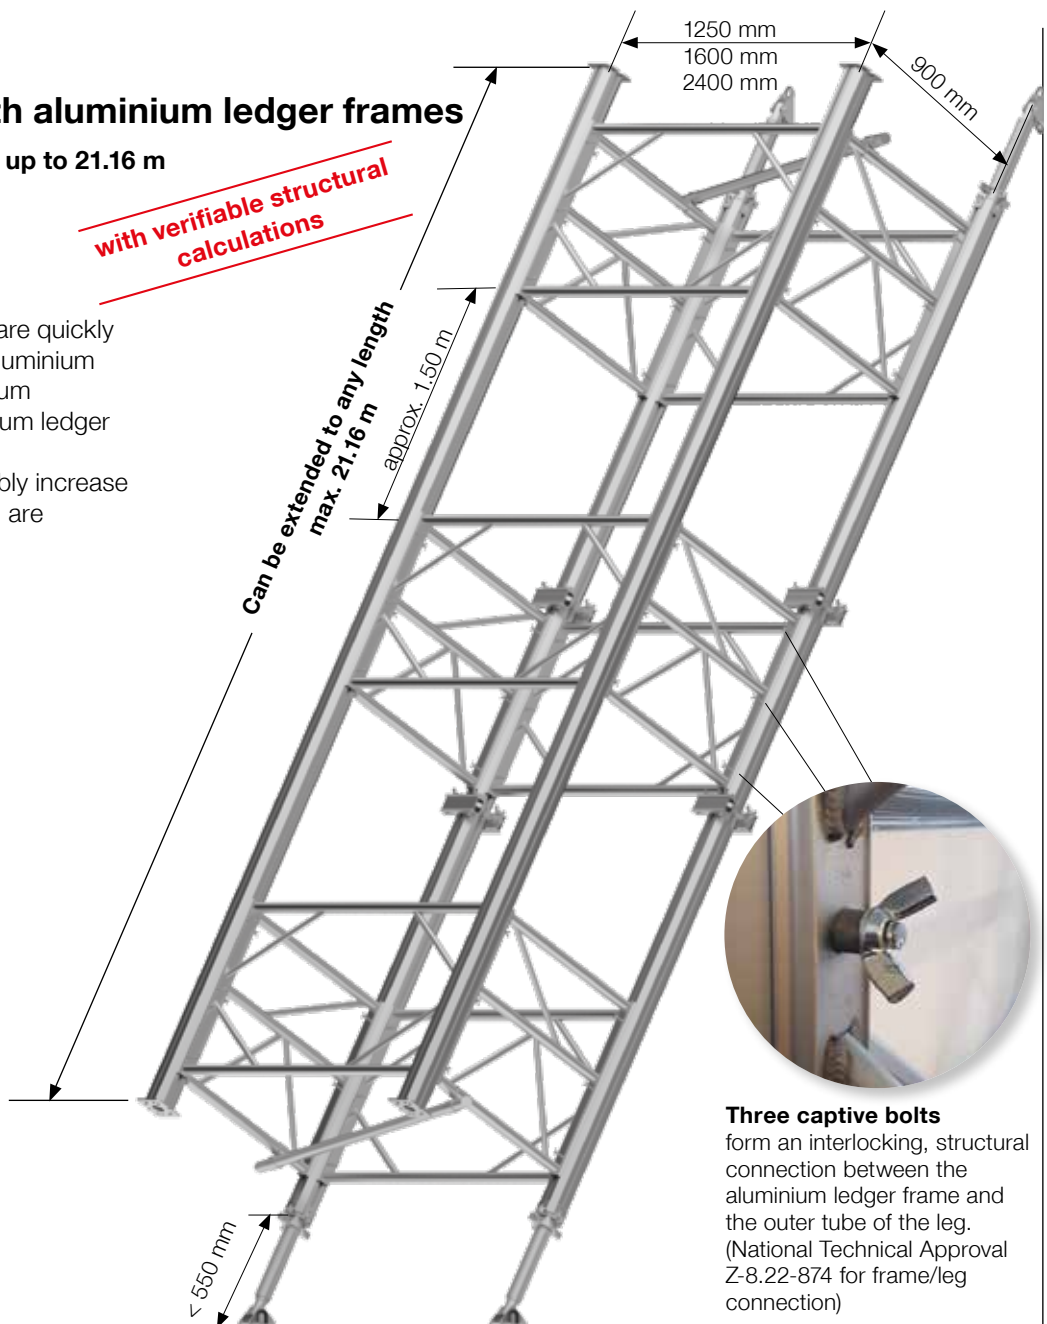 1250 mm
1600 mm
2400 mm
900 mm
th aluminium ledger frames
up to 21.16 m
with verifiable structural
calculations
are quickly
uminium
um
um ledger
bly increase
are
Can be extended to any length
max. 21.16 m
approx. 1.50 m
< 550 mm
Three captive bolts
form an interlocking, structural
connection between the
aluminium ledger frame and
the outer tube of the leg.
(National Technical Approval
Z-8.22-874 for frame/leg
connection)